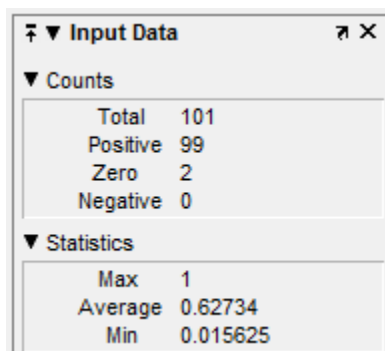 Input Data
Counts
Total 101
Positive 99
Zero 2
Negative 0
Statistics
Max 1
Average 0.62734
Min 0.015625